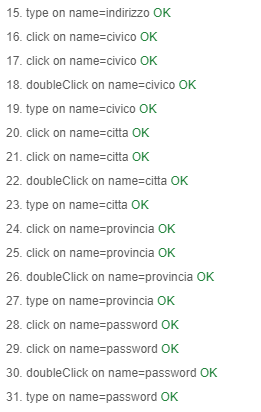 15. type on name=indirizzo OK
16. click on name=civico OK
17. click on name=civico OK
18. doubleClick on name=civico OK
19. type on name=civico OK
20. click on name=citta OK
21. click on name=citta OK
22. doubleClick on name=citta OK
23. type on name=citta OK
24. click on name=provincia OK
25. click on name=provincia OK
26. doubleClick on name=provincia OK
27. type on name=provincia OK
28. click on name=password OK
29. click on name=password OK
30. doubleClick on name=password OK
31. type on name=password OK